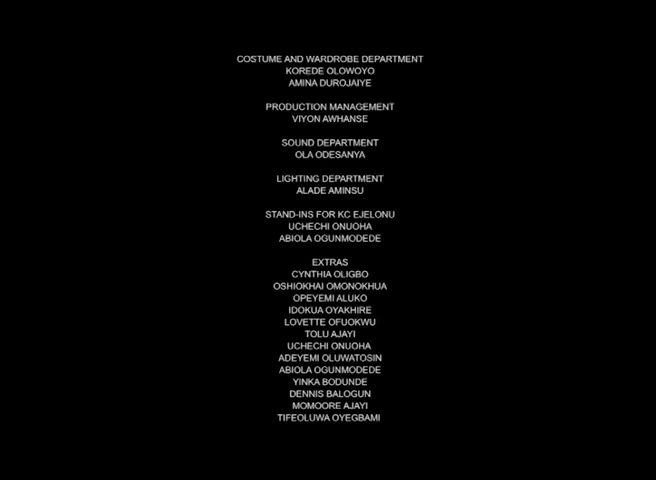 COSTUME AND WARDROBE DEPARTMENT
KOREDE OLOWOYO
AMINA DUROJAIYE
PRODUCTION MANAGEMENT
VIYON AWHANSE
SOUND DEPARTMENT
OLA ODESANYA
LIGHTING DEPARTMENT
ALADE AMINSU
STAND-INS FOR KC EJELONU
UCHECHI ONUOHA
ABIOLA OGUNMODEDE
EXTRAS
CYNTHIA OLIGBO
OSHIOKHAI OMONOKHUA
OPEYEMI ALUKO
IDOKUA OYAKHIRE
LOVETTE OFUOKWU
TOLU AJAYI
UCHECHI ONUOHA
ADEYEMI OLUWATOSIN
ABIOLA OGUNMODEDE
YINKA BODUNDE
DENNIS BALOGUN
MOMOORE AJAYI
TIFEOLUWA OYEGBAMI